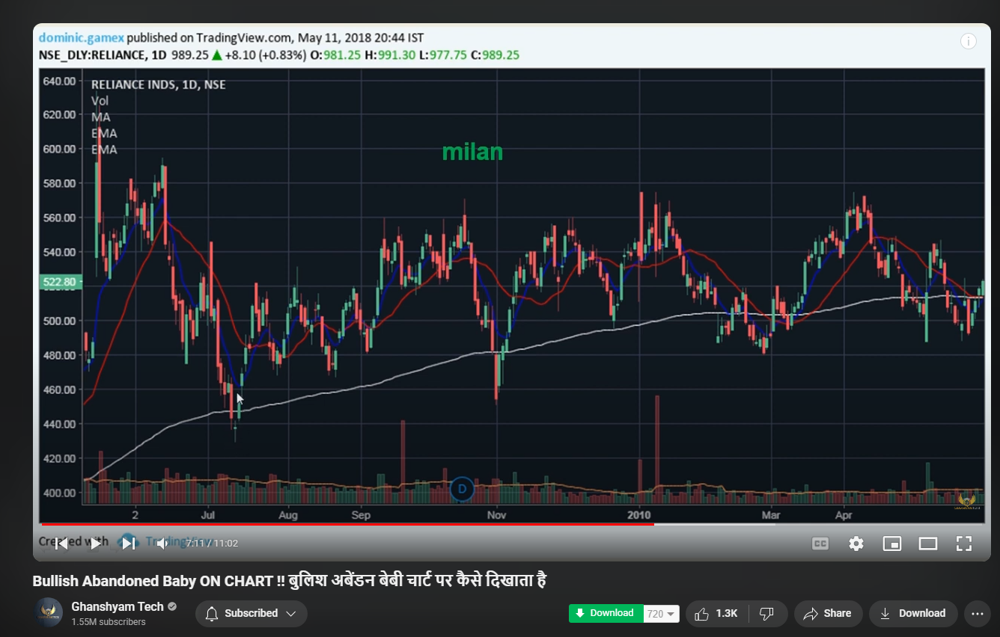 dominic.gamex published on TradingView.com, May 11, 2018 20:44 IST
NSE_DLY:RELIANCE, 1D 989.25 ▲ +8.10 (+0.83%) O:981.25 H:991.30 L:977.75 C:989.25
640.00
RELIANCE INDS, 1D, NSE
Vol
620.00
MA
EMA
600.00
EMA
milan
580.00
560.00
540.00
522.80
500.00
480.00
460.00
440.00
420.00
D
400.00
2 Jul Aug Sep Nov 2010 Mar Apr
Created with TradingView
7:11 / 11:02
CC
Bullish Abandoned Baby ON CHART !! बुलिश अबेंडन बेबी चार्ट पर कैसे दिखाता है
Ghanshyam Tech
1.55M subscribers
Subscribed
Download 720
1.3K
Share
Download